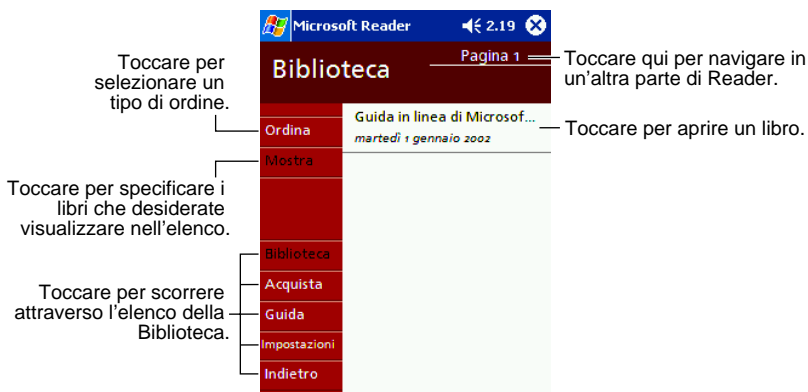 Microsoft Reader
2.19
Biblioteca
Pagina 1
Toccare per
selezionare un
tipo di ordine.
Toccare qui per navigare in
un'altra parte di Reader.
Ordina
Guida in linea di Microsof...
martedì 1 gennaio 2002
Toccare per aprire un libro.
Mostra
Toccare per specificare i
libri che desiderate
visualizzare nell'elenco.
Biblioteca
Acquista
Toccare per scorrere
attraverso l'elenco della
Biblioteca.
Guida
Impostazioni
Indietro